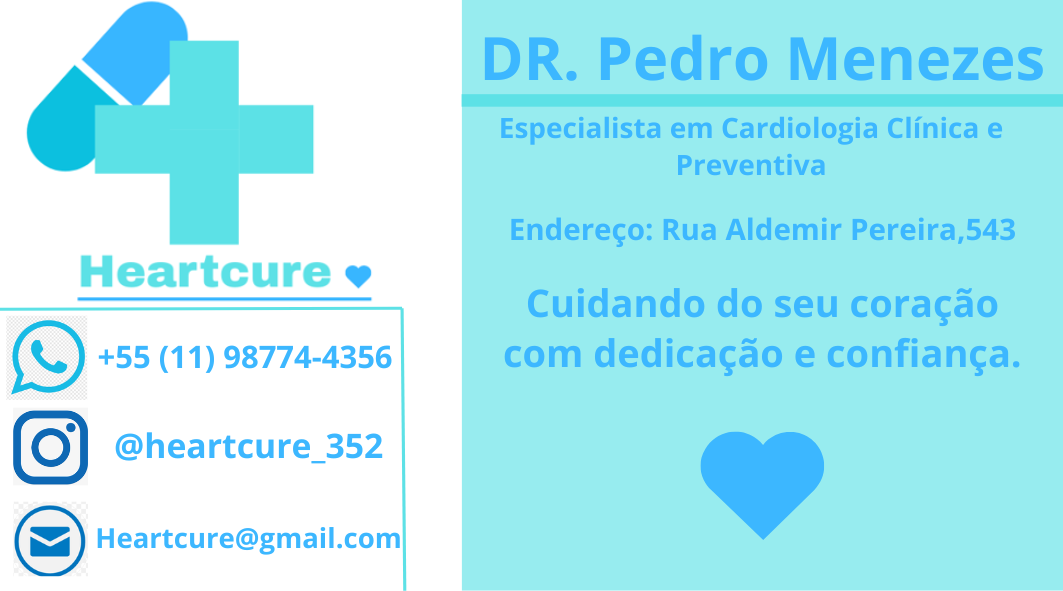 Heartcure
+55 (11) 98774-4356
@heartcure_352
Heartcure@gmail.com
DR. Pedro Menezes
Especialista em Cardiologia Clínica e
Preventiva
Endereço: Rua Aldemir Pereira,543
Cuidando do seu coração
com dedicação e confiança.